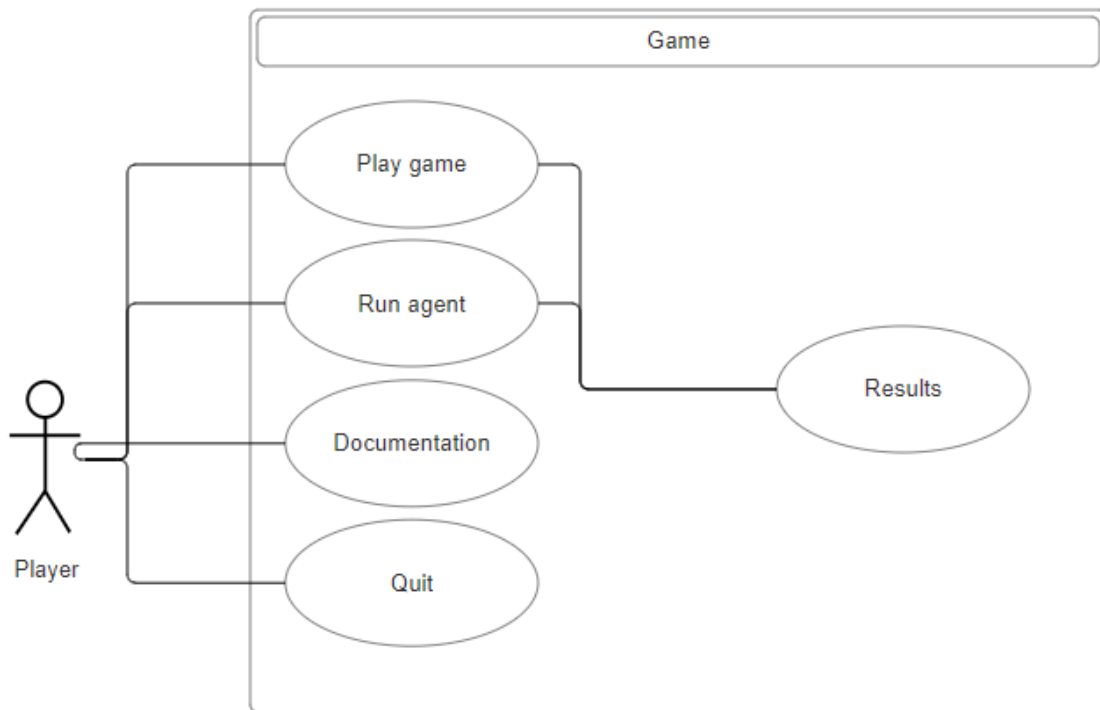 Game
Play game
Run agent
Results
Documentation
Quit
Player